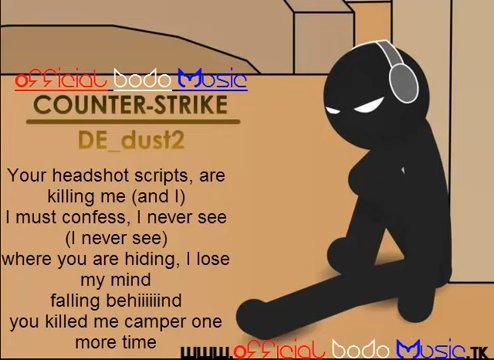 Official bodo Music
COUNTER-STRIKE
DE_dust2
Your headshot scripts, are
killing me (and I)
I must confess, I never see
(I never see)
where you are hiding, I lose
my mind
falling behiiiiiind
you killed me camper one
more time
www.Official bodo Music.TK